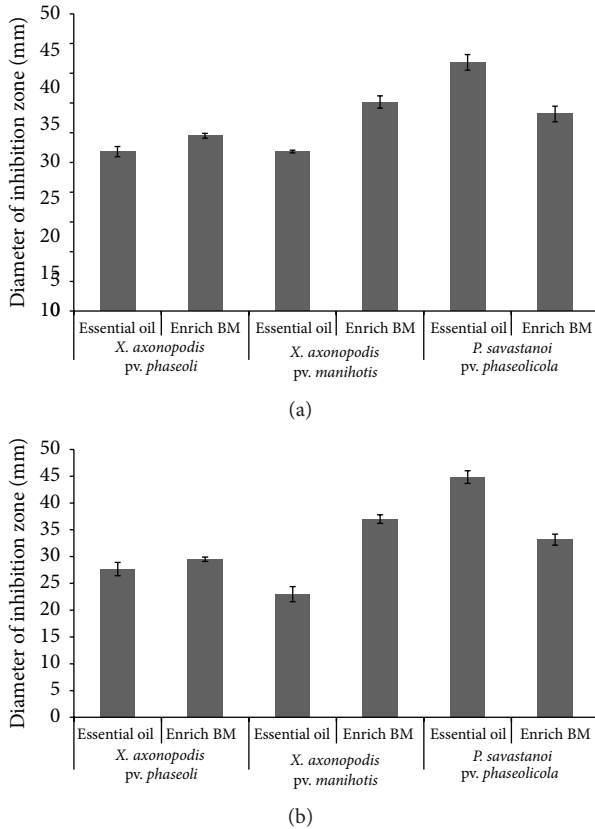 (mm)
Diameter of inhibition zone (mm)
50
45
40
35
30
15
5
10
Essential oil Enrich BM Essential oil Enrich BM Essential oil Enrich BM
X. axonopodis
pv. phaseoli
X. axonopodis
pv. manihotis
P. savastanoi
pv. phaseolicola
(a)
Diameter of inhibition zone (mm)
50
45
40
35
30
25
20
15
10
5
0
Essential oil Enrich BM Essential oil Enrich BM Essential oil Enrich BM
X. axonopodis
pv. phaseoli
X. axonopodis
pv. manihotis
P. savastanoi
pv. phaseolicola
(b)